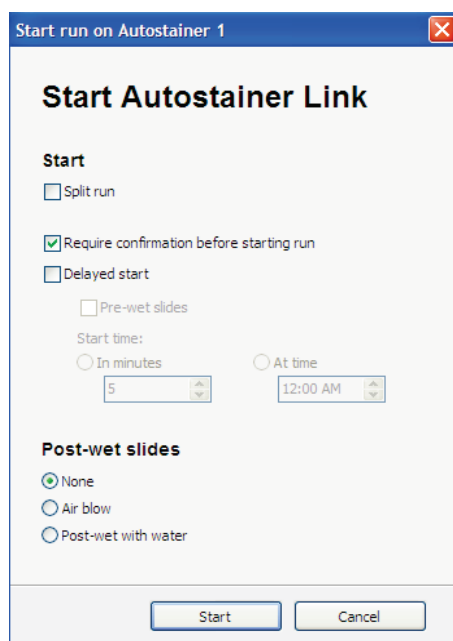 Start run on Autostainer 1
Start Autostainer Link
Start
Split run
Require confirmation before starting run
Delayed start
Pre-wet slides
Start time:
In minutes At time
5 12:00 AM
Post-wet slides
None
Air blow
Post-wet with water
Start Cancel